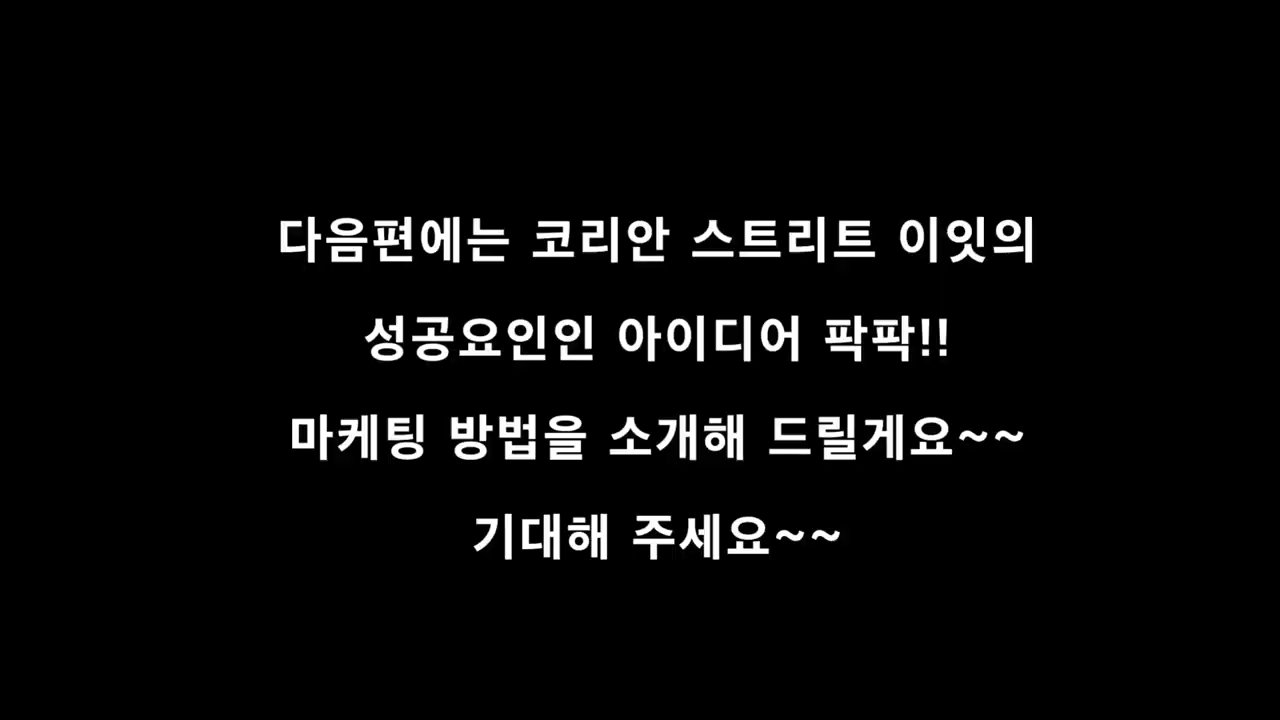 다음편에는 코리안 스트리트 이잇의
성공요인인 아이디어 팍팍!!
마케팅 방법을 소개해 드릴게요~~
기대해 주세요~~